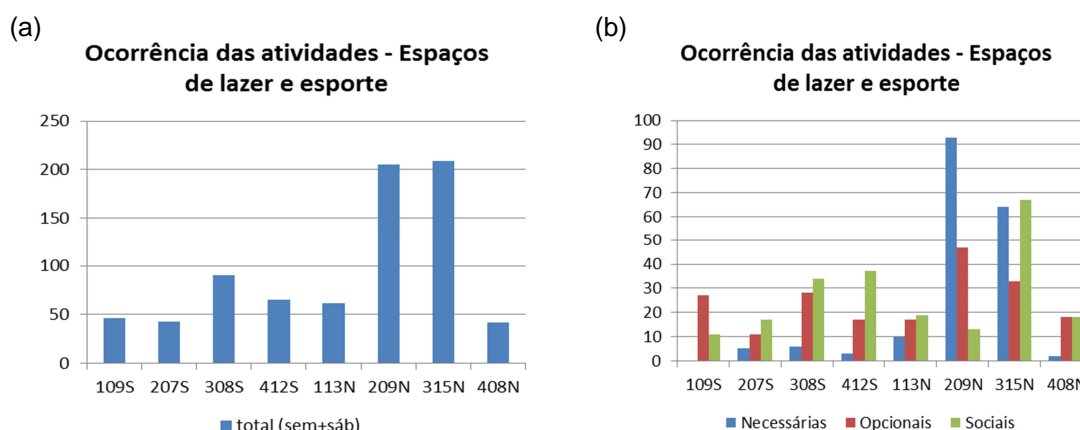 (a)
Ocorrência das atividades - Espaços
de lazer e esporte
250
200
150
100
50
0
109S 207S 308S 412S 113N 209N 315N 408N
total (sem+sáb)
(b)
Ocorrência das atividades - Espaços
de lazer e esporte
100
90
80
70
60
50
40
30
20
10
0
109S 207S 308S 412S 113N 209N 315N 408N
Necessárias Opcionais Sociais